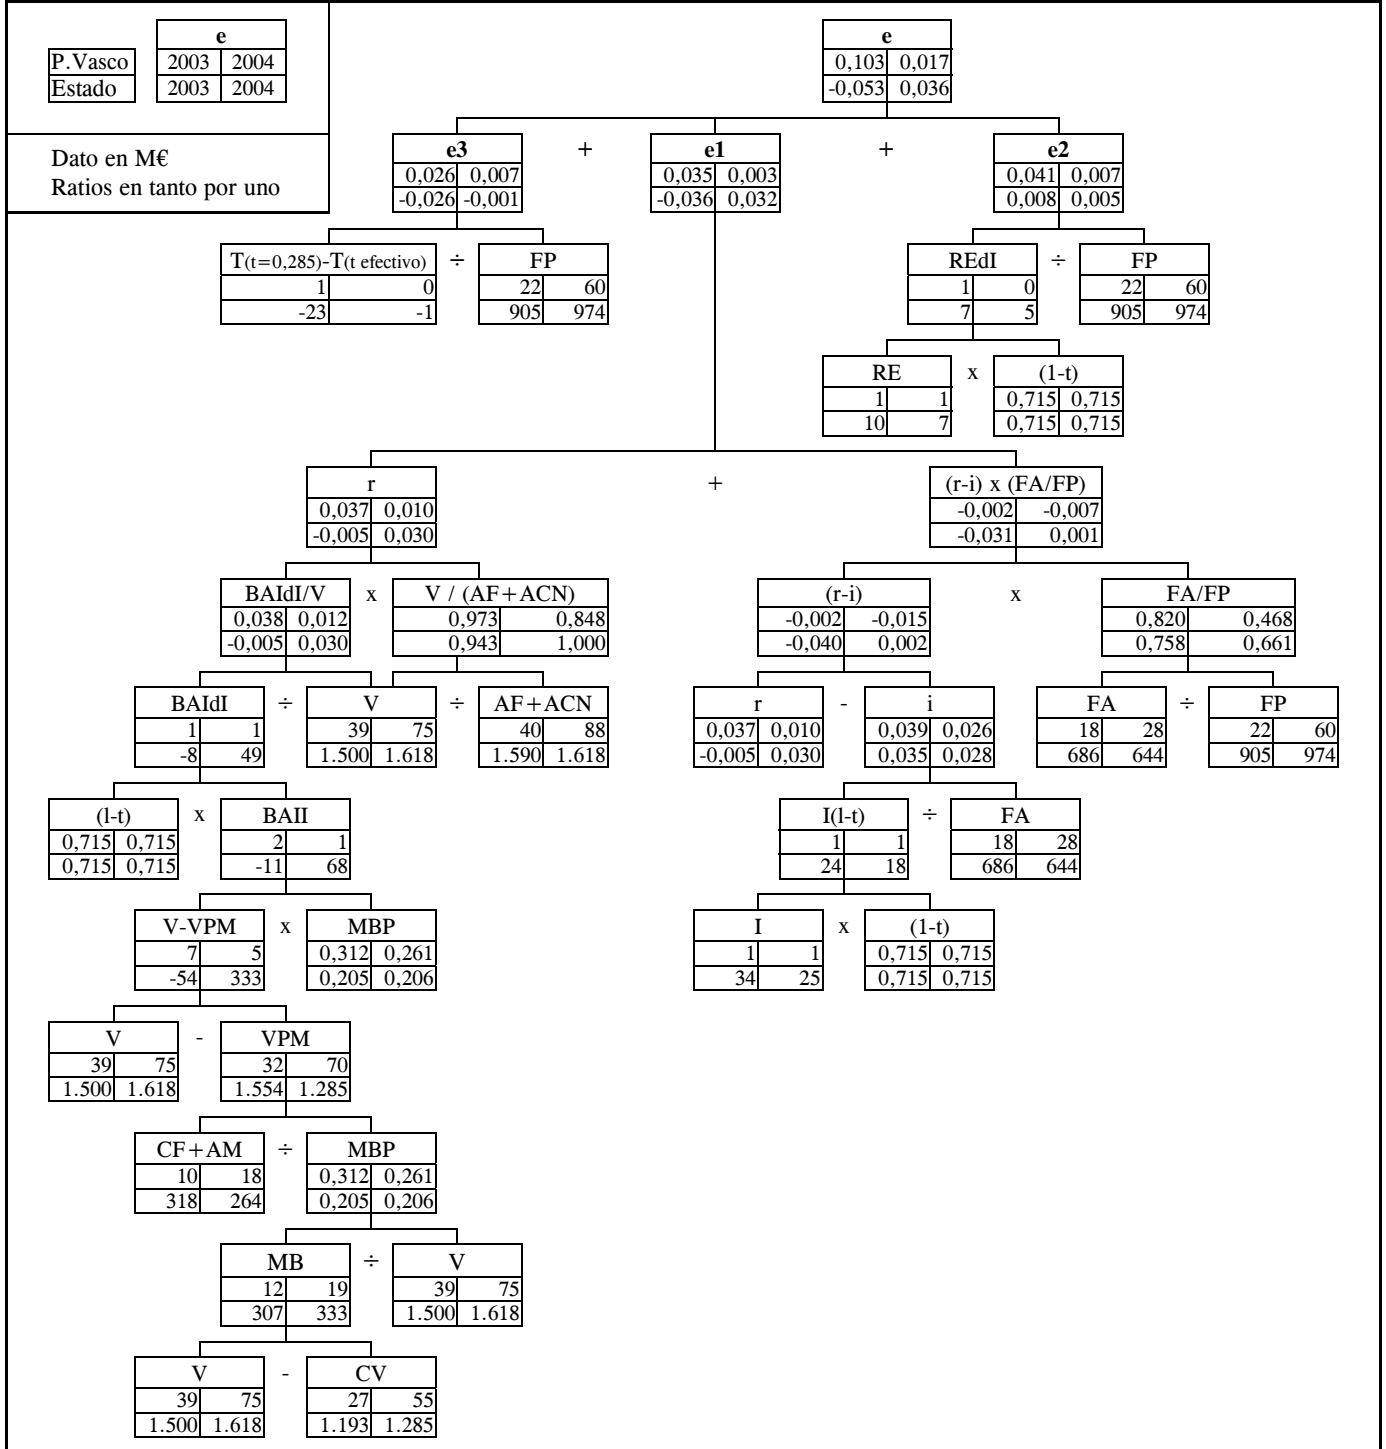 e e
P.Vasco 2003 2004 0,103 0,017
Estado 2003 2004 -0,053 0,036
Dato en M€
Ratios en tanto por uno
e3 + e1 + e2
0,026 0,007 0,035 0,003 0,041 0,007
-0,026 -0,001 -0,036 0,032 0,008 0,005
T(t=0,285)-T(t efectivo) ÷ FP REdI ÷ FP
1 0 22 60 1 0 22 60
-23 -1 905 974 7 5 905 974
RE x (1-t)
1 1 0,715 0,715
10 7 0,715 0,715
r + (r-i) x (FA/FP)
0,037 0,010 -0,002 -0,007
-0,005 0,030 -0,031 0,001
BAIdI/V x V / (AF+ACN) (r-i) x FA/FP
0,038 0,012 0,973 0,848 -0,002 -0,015 0,820 0,468
-0,005 0,030 0,943 1,000 -0,040 0,002 0,758 0,661
BAIdI ÷ V ÷ AF+ACN r - i FA ÷ FP
1 1 39 75 40 88 0,037 0,010 0,039 0,026 18 28 22 60
-8 49 1.500 1.618 1.590 1.618 -0,005 0,030 0,035 0,028 686 644 905 974
(l-t) x BAII I(l-t) ÷ FA
0,715 0,715 2 1 1 1 18 28
0,715 0,715 -11 68 24 18 686 644
V-VPM x MBP I x (1-t)
7 5 0,312 0,261 1 1 0,715 0,715
-54 333 0,205 0,206 34 25 0,715 0,715
V - VPM
39 75 32 70
1.500 1.618 1.554 1.285
CF+AM ÷ MBP
10 18 0,312 0,261
318 264 0,205 0,206
MB ÷ V
12 19 39 75
307 333 1.500 1.618
V - CV
39 75 27 55
1.500 1.618 1.193 1.285